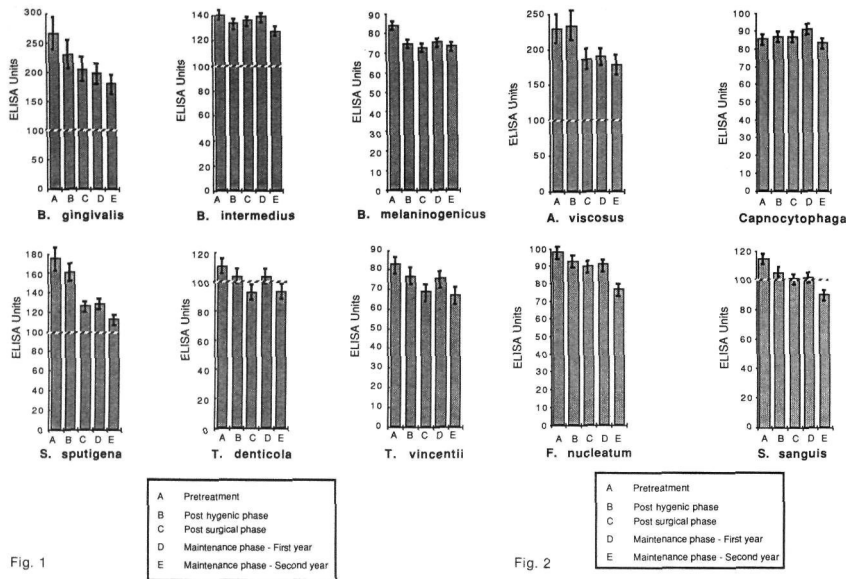 ELISA Units
300
250
200
150
100
50
0
A B C D E
B. gingivalis
ELISA Units
140
120
100
80
60
40
20
0
A B C D E
B. intermedius
ELISA Units
90
80
70
60
50
40
30
20
10
0
A B C D E
B. melaninogenicus
ELISA Units
250
200
150
100
50
0
A B C D E
A. viscosus
ELISA Units
100
90
80
70
60
50
40
30
20
10
0
A B C D E
Capnocytophaga
ELISA Units
180
160
140
120
100
80
60
40
20
0
A B C D E
S. sputigena
ELISA Units
120
100
80
60
40
20
0
A B C D E
T. denticola
ELISA Units
90
80
70
60
50
40
30
20
10
0
A B C D E
T. vincentii
ELISA Units
100
90
80
70
60
50
40
30
20
10
0
A B C D E
F. nucleatum
ELISA Units
120
100
80
60
40
20
0
A B C D E
S. sanguis
A Pretreatment
B Post hygenic phase
C Post surgical phase
D Maintenance phase - First year
E Maintenance phase - Second year
Fig. 1
A Pretreatment
B Post hygenic phase
C Post surgical phase
D Maintenance phase - First year
E Maintenance phase - Second year
Fig. 2